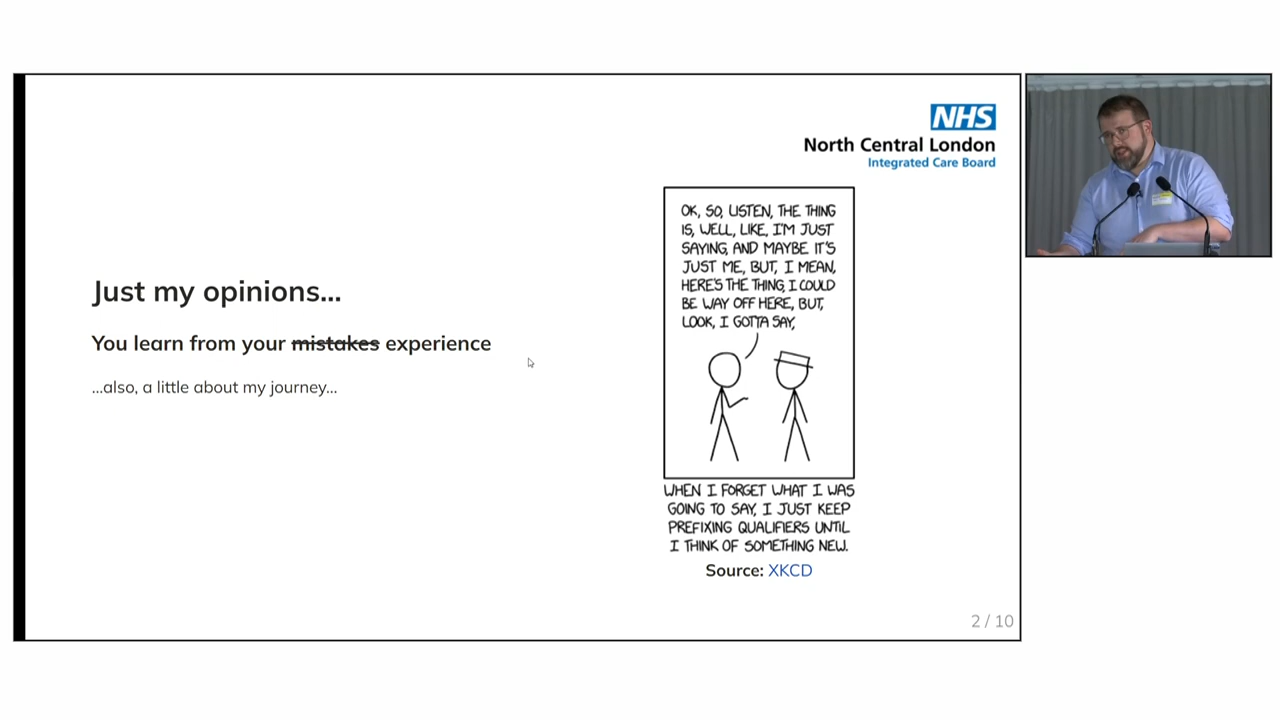 NHS
North Central London
Integrated Care Board
Just my opinions...
You learn from your mistakes experience
...also, a little about my journey...
OK, SO, LISTEN, THE THING
IS, WELL, LIKE, I'M JUST
SAYING, AND MAYBE IT'S
JUST ME, BUT, I MEAN,
HERE'S THE THING, I COULD
BE WAY OFF HERE, BUT,
LOOK, I GOTTA SAY,
WHEN I FORGET WHAT I WAS
GOING TO SAY, I JUST KEEP
PREFIXING QUALIFIERS UNTIL
I THINK OF SOMETHING NEW.
Source: XKCD
2 / 10